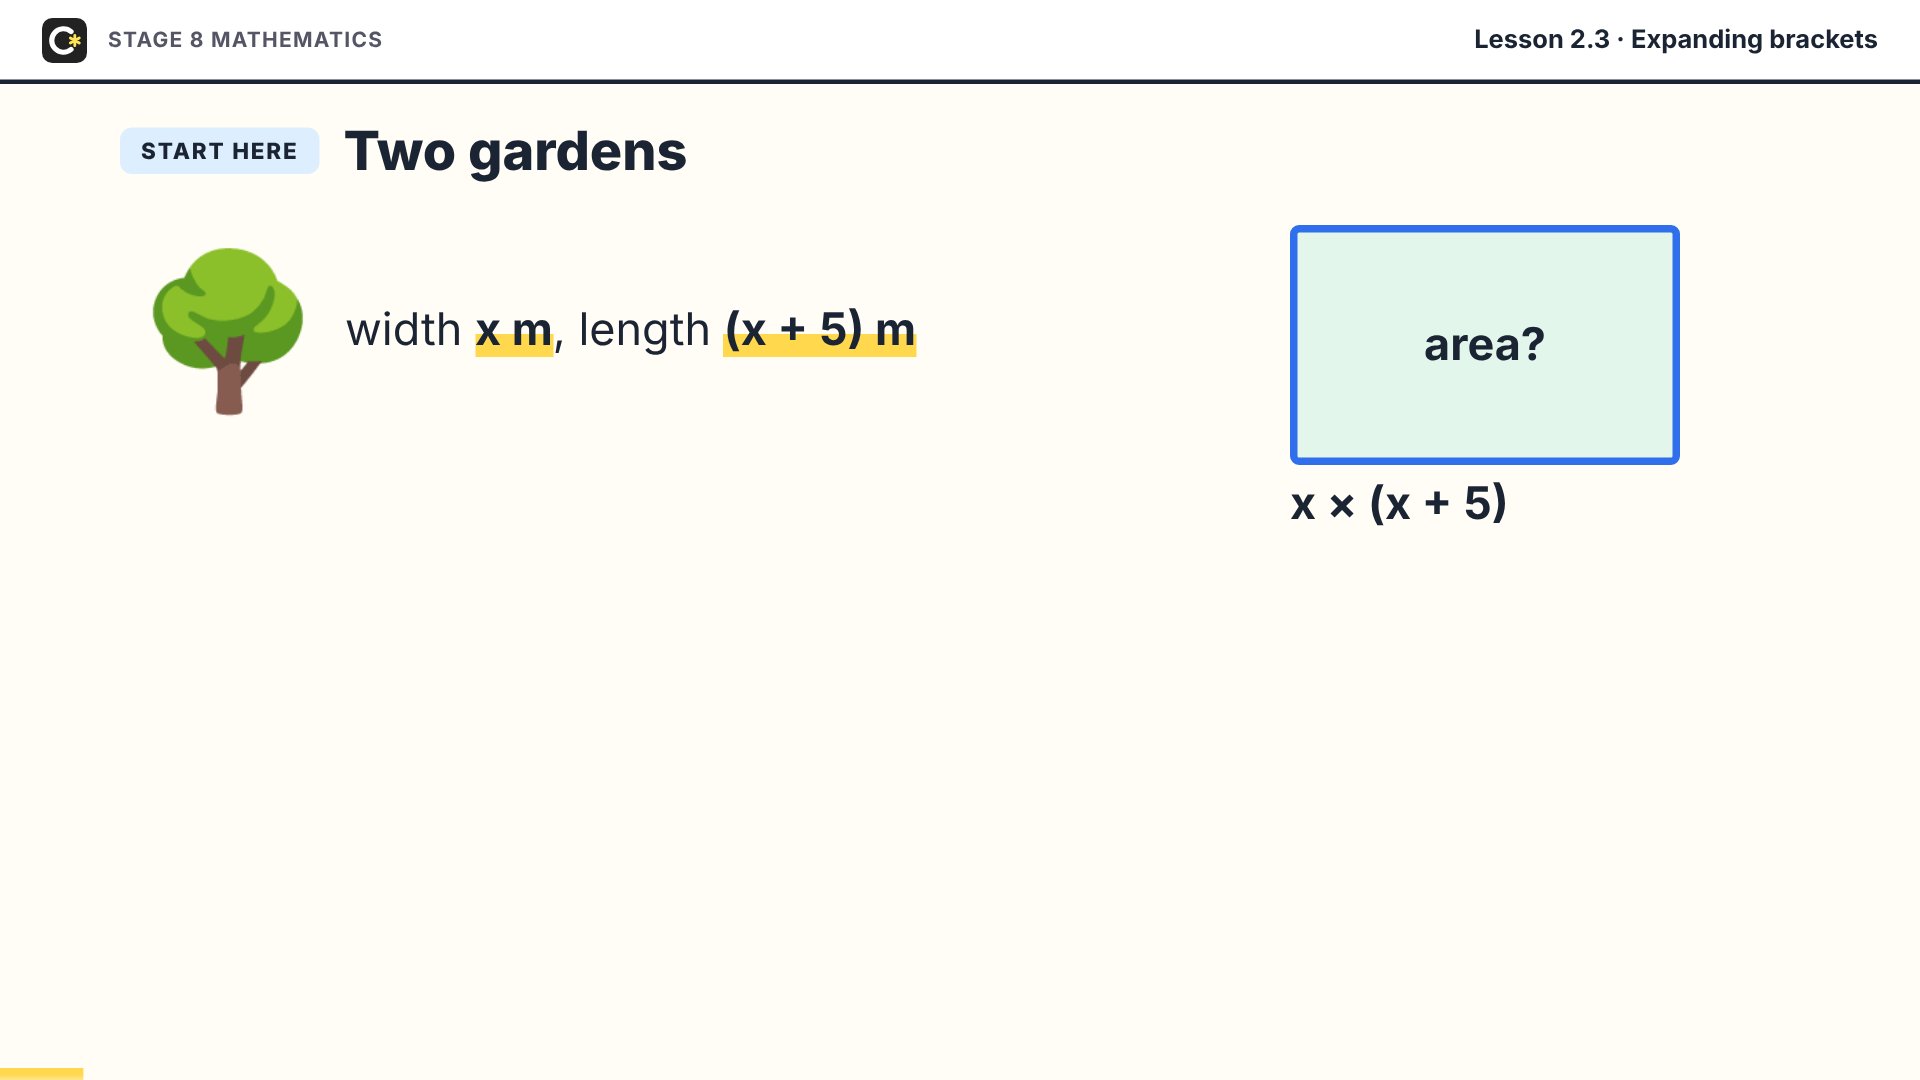 STAGE 8 MATHEMATICS
Lesson 2.3 · Expanding brackets
START HERE
Two gardens
width x m, length (x + 5) m
area?
x × (x + 5)